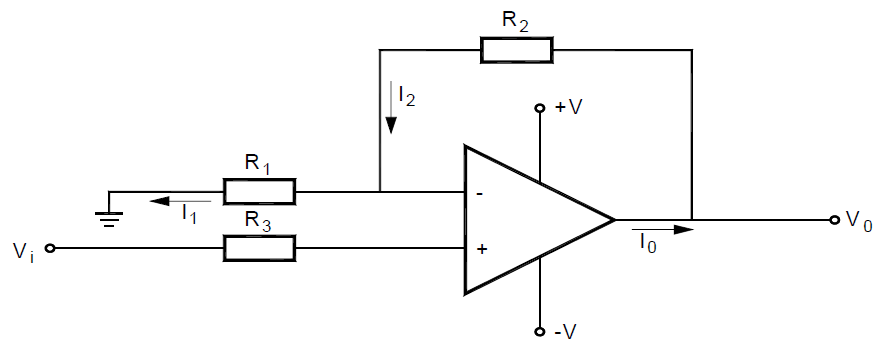 R2
I2
+V
R1
-
I1
R3
Vi
+
I0
V0
-V